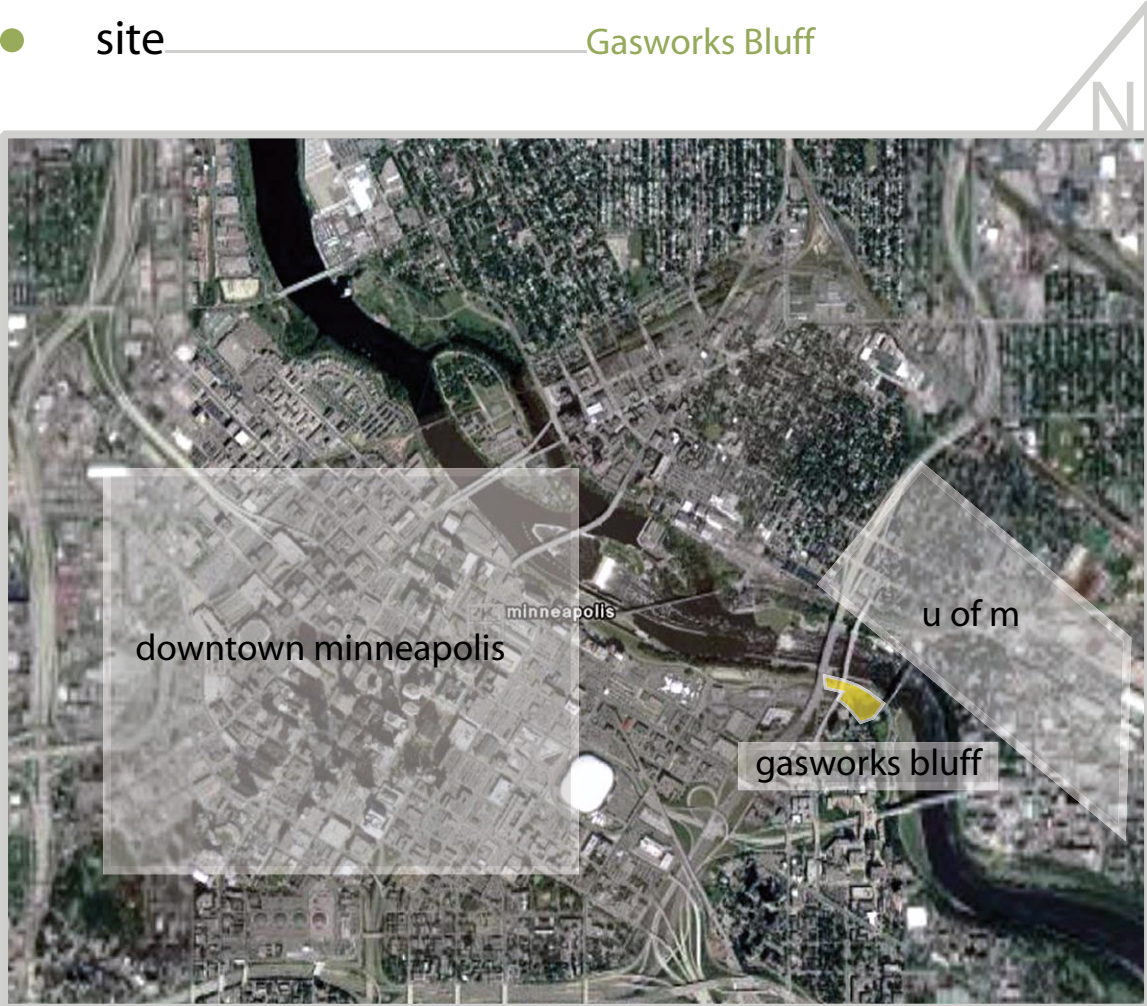 site Gasworks Bluff
N
minneapolis
u of m
downtown minneapolis
gasworks bluff